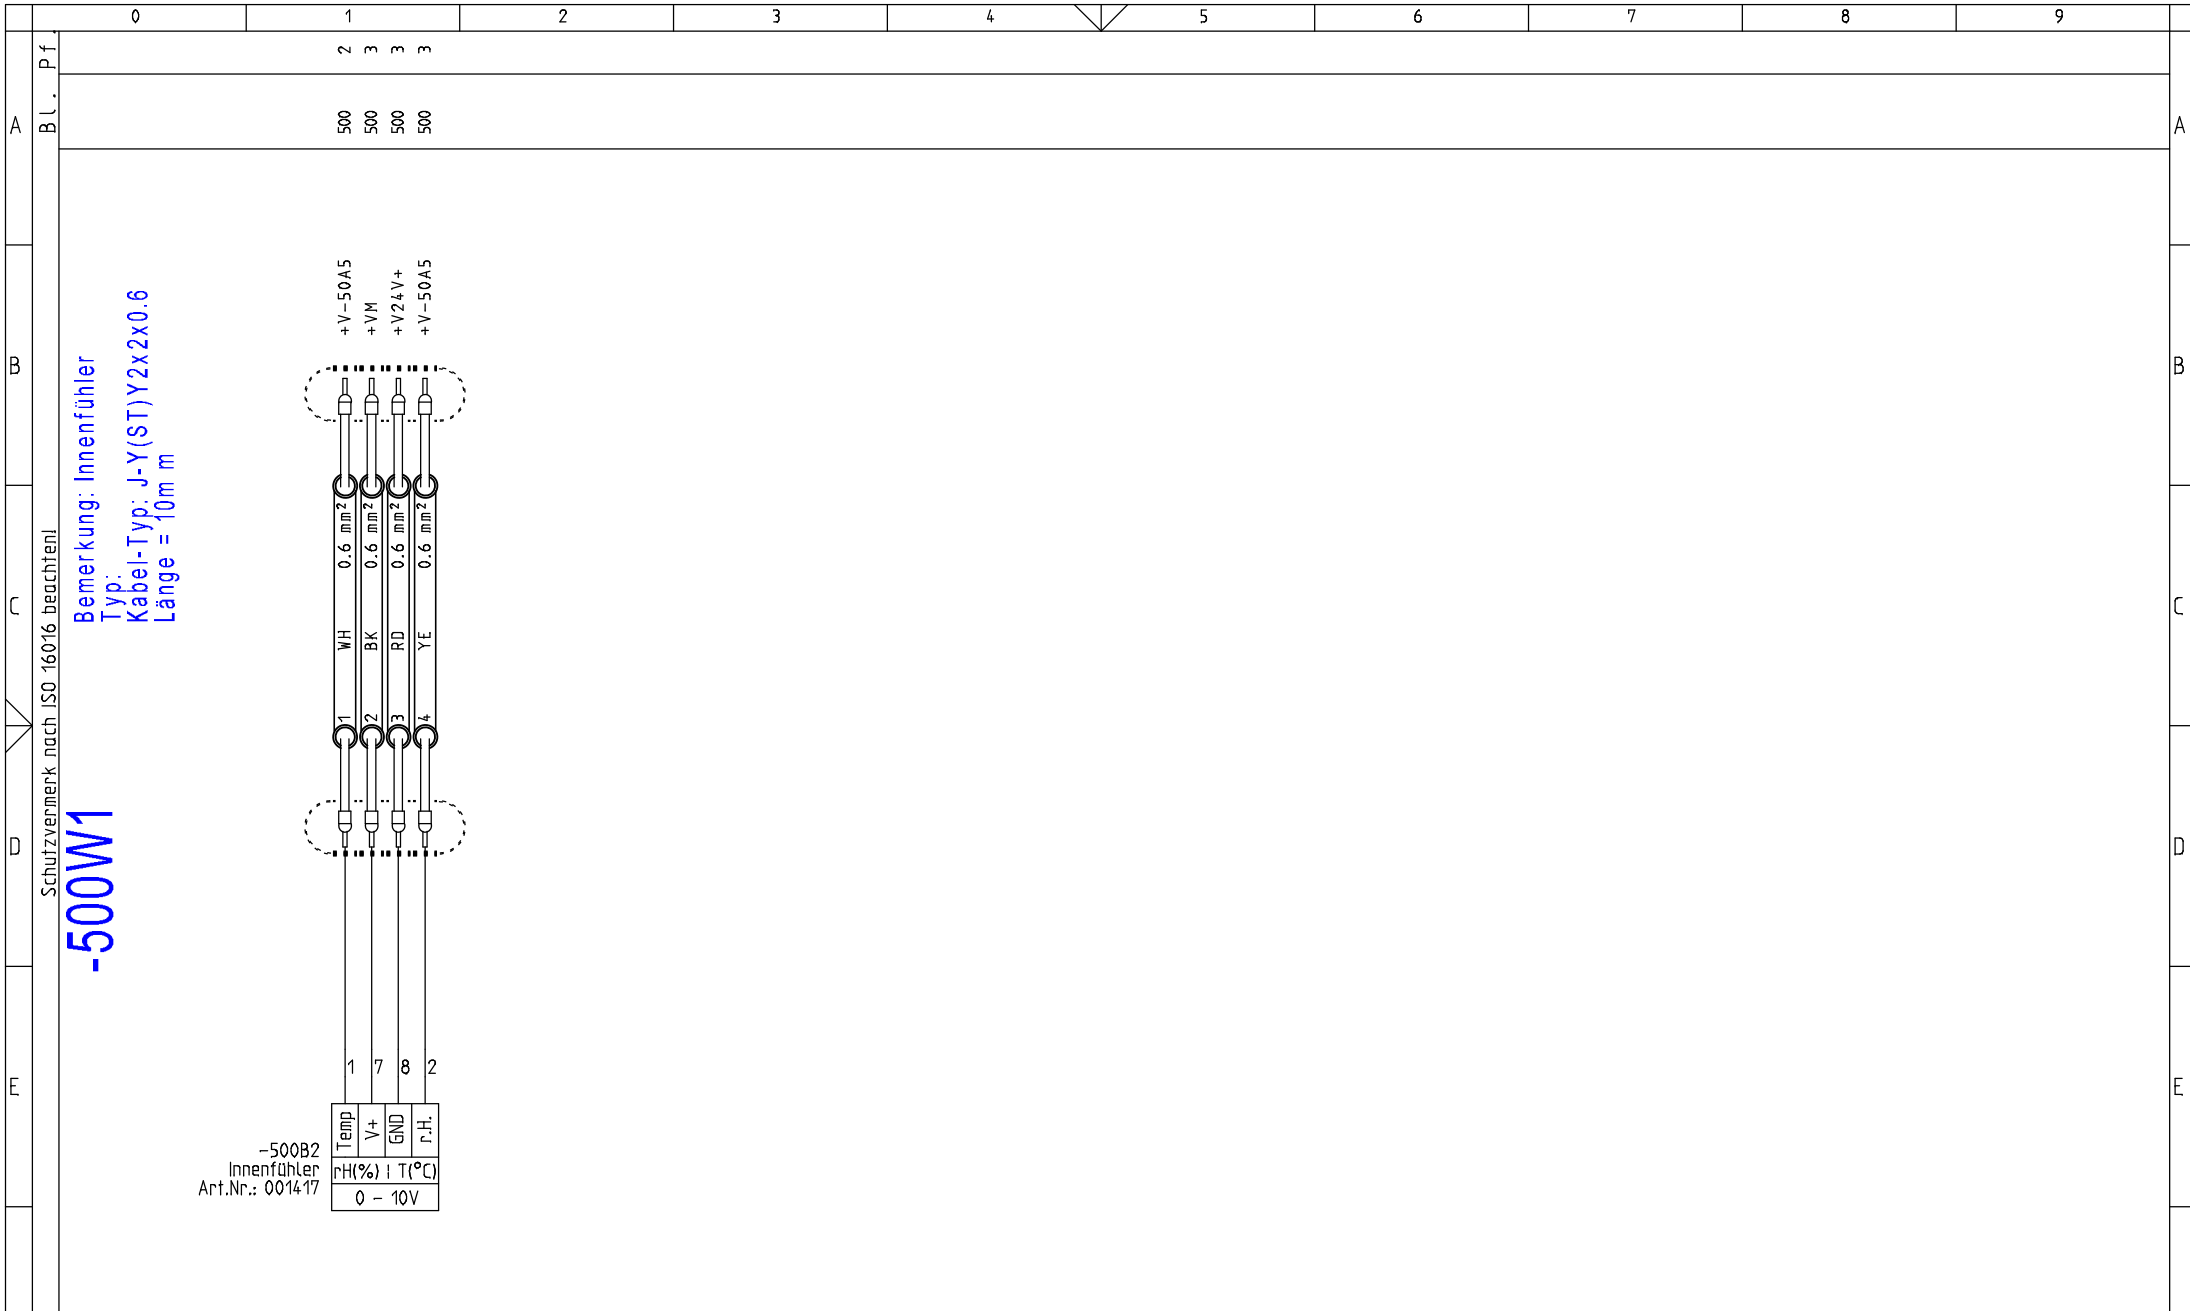 0 1 2 3 4 5 6 7 8 9
Bl. Pf.
2 3 3 3
500 500 500 500
A A
+V-50A5
+VM
+V24V+
+V-50A5
B B
Bemerkung: Innenfühler
Typ:
Kabel-Typ: J-Y(ST)Y2x2x0.6
Länge = 10m m
1 WH 0.6 mm²
2 BK 0.6 mm²
3 RD 0.6 mm²
4 YE 0.6 mm²
C C
Schutzvermerk nach ISO 16016 beachten!
-500W1
D D
1 7 8 2
E E
Temp
V+
GND
r.H.
-500B2
Innenfühler
Art.Nr.: 001417
rH(%) | T(°C)
0 - 10V